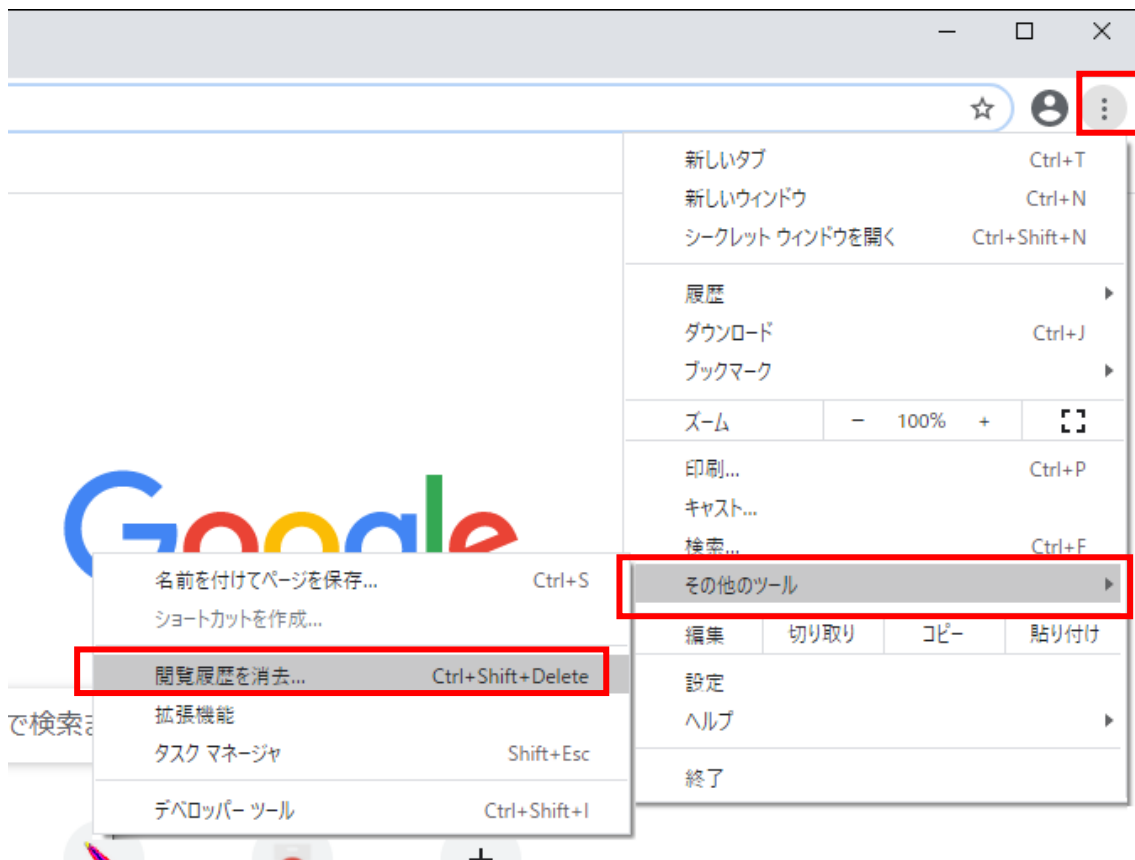 新しいタブ Ctrl+T
新しいウィンドウ Ctrl+N
シークレット ウィンドウを開く Ctrl+Shift+N
履歴
ダウンロード Ctrl+J
ブックマーク
ズーム － 100% +
印刷... Ctrl+P
キャスト...
検索... Ctrl+F
その他のツール
編集 切り取り コピー 貼り付け
設定
ヘルプ
終了
Google
名前を付けてページを保存... Ctrl+S
ショートカットを作成...
閲覧履歴を消去... Ctrl+Shift+Delete
拡張機能
タスク マネージャ Shift+Esc
デベロッパー ツール Ctrl+Shift+I
で検索